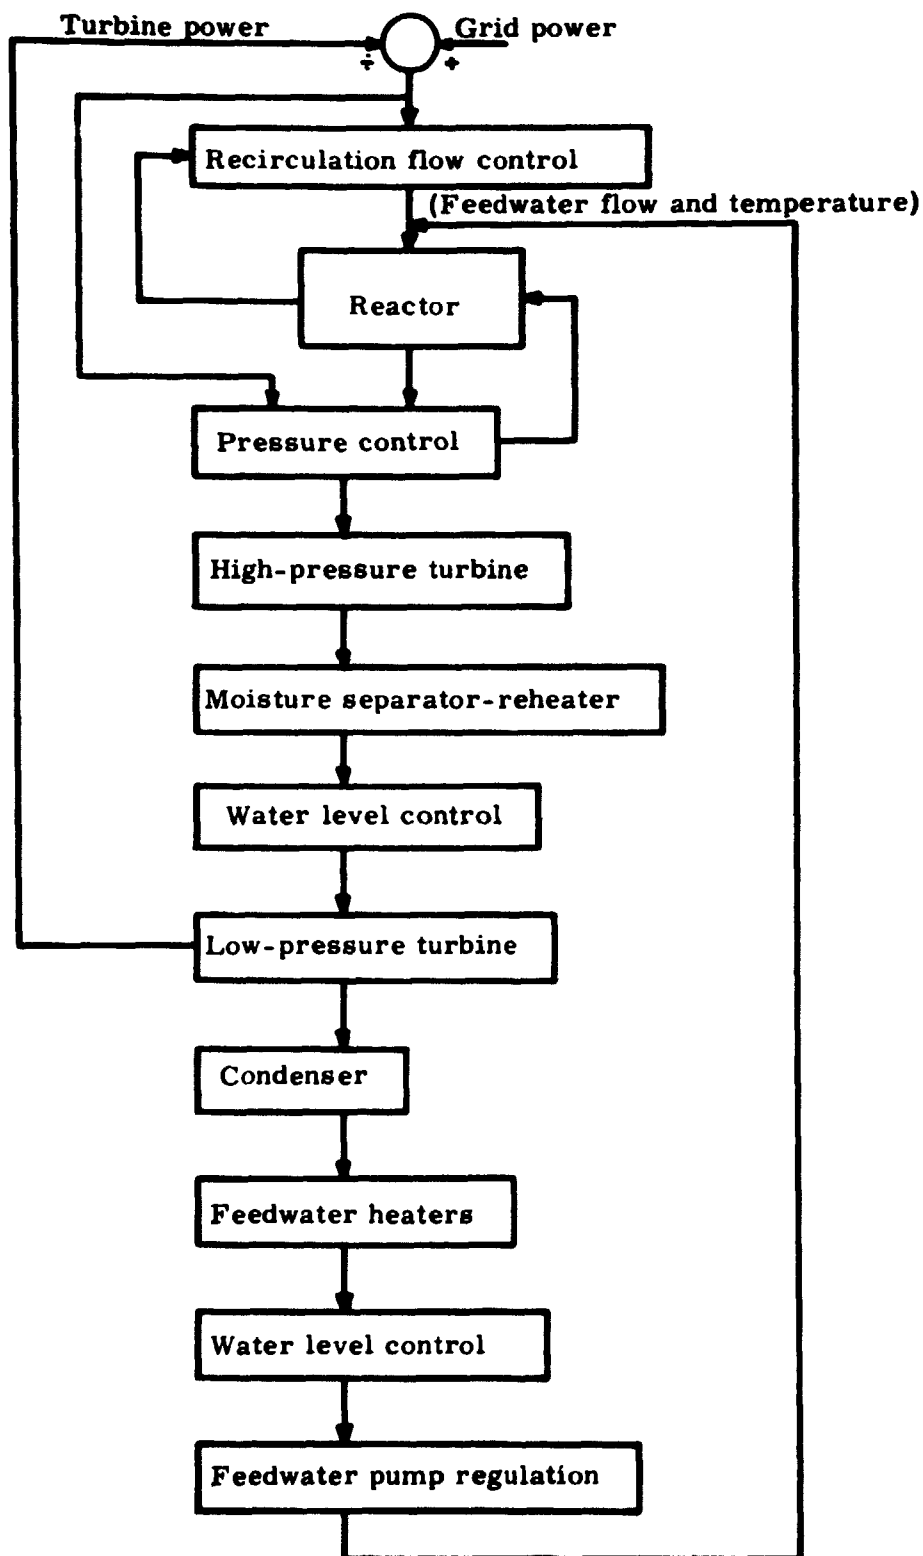 Turbine power
Grid power
÷
+
Recirculation flow control
(Feedwater flow and temperature)
Reactor
Pressure control
High-pressure turbine
Moisture separator-reheater
Water level control
Low-pressure turbine
Condenser
Feedwater heaters
Water level control
Feedwater pump regulation